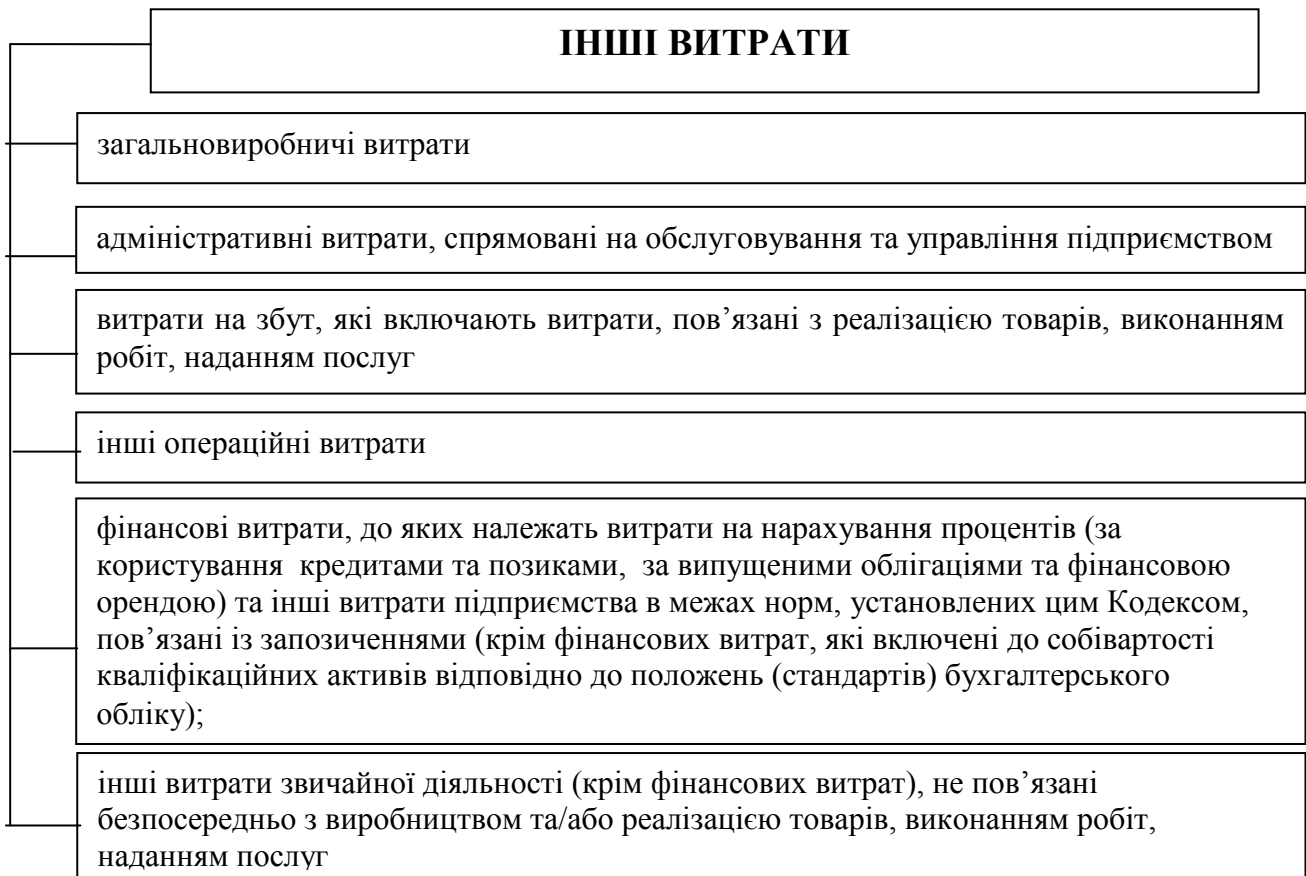 ІНШІ ВИТРАТИ
загальновиробничі витрати
адміністративні витрати, спрямовані на обслуговування та управління підприємством
витрати на збут, які включають витрати, пов’язані з реалізацією товарів, виконанням
робіт, наданням послуг
інші операційні витрати
фінансові витрати, до яких належать витрати на нарахування процентів (за
користування кредитами та позиками, за випущеними облігаціями та фінансовою
орендою) та інші витрати підприємства в межах норм, установлених цим Кодексом,
пов’язані із запозиченнями (крім фінансових витрат, які включені до собівартості
кваліфікаційних активів відповідно до положень (стандартів) бухгалтерського
обліку);
інші витрати звичайної діяльності (крім фінансових витрат), не пов’язані
безпосередньо з виробництвом та/або реалізацією товарів, виконанням робіт,
наданням послуг